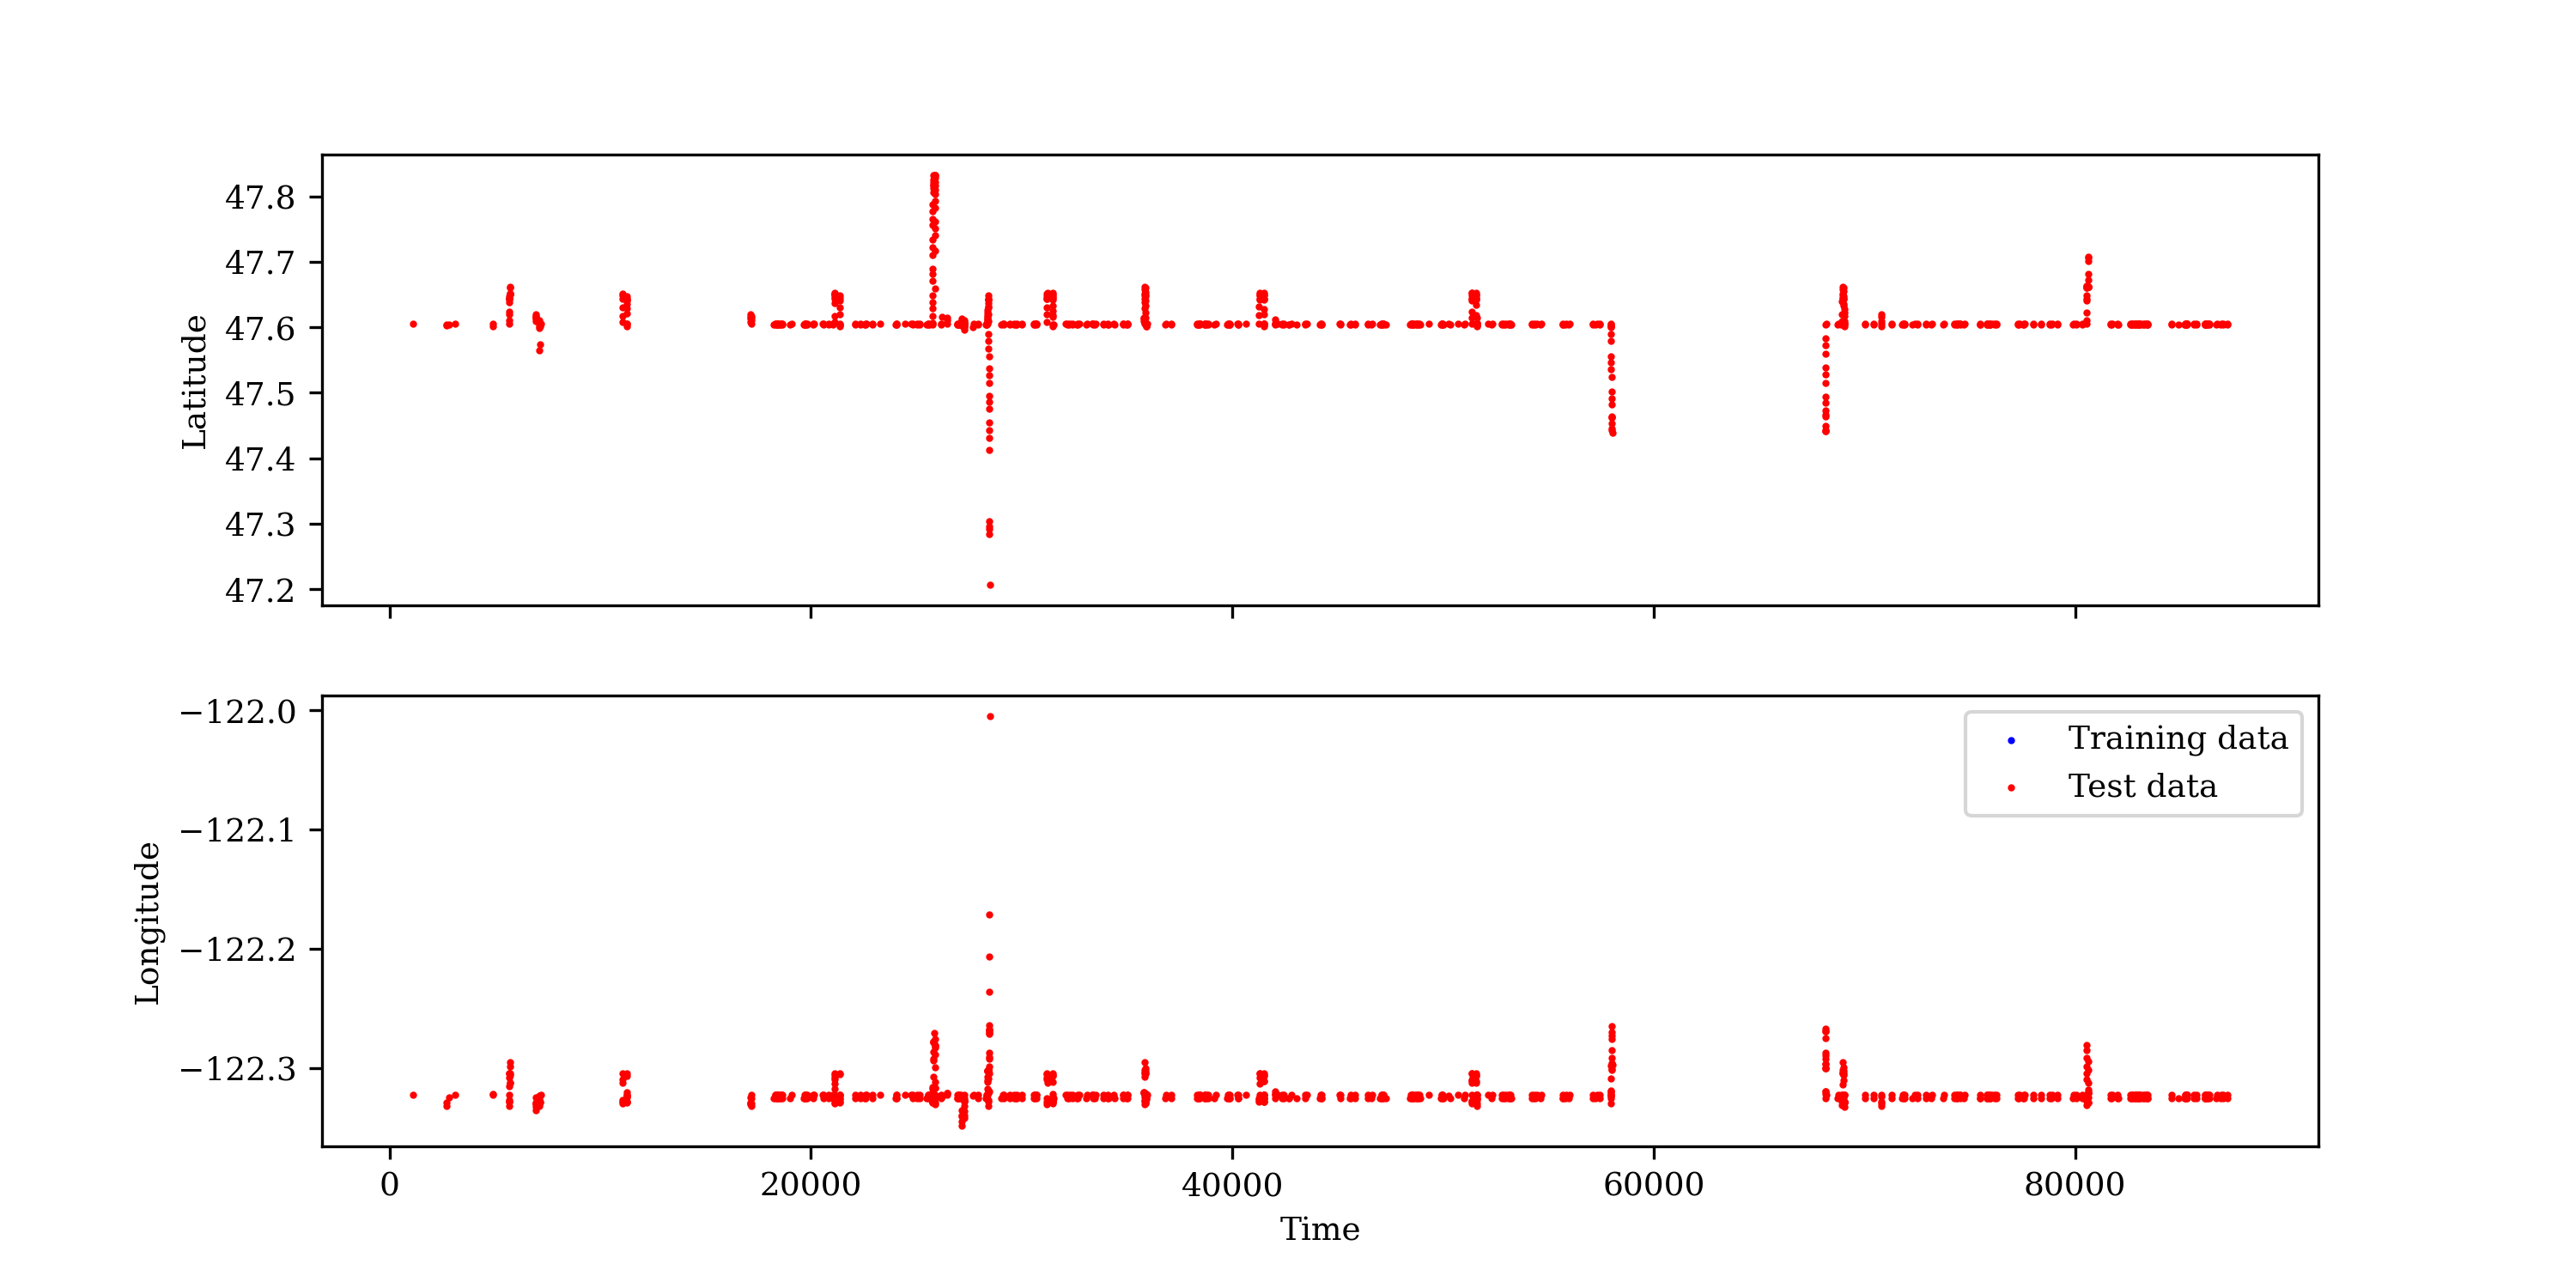 47.8
47.7
47.6
47.5
47.4
47.3
47.2
Latitude
−122.0
−122.1
−122.2
−122.3
Longitude
Training data
Test data
0 20000 40000 60000 80000
Time